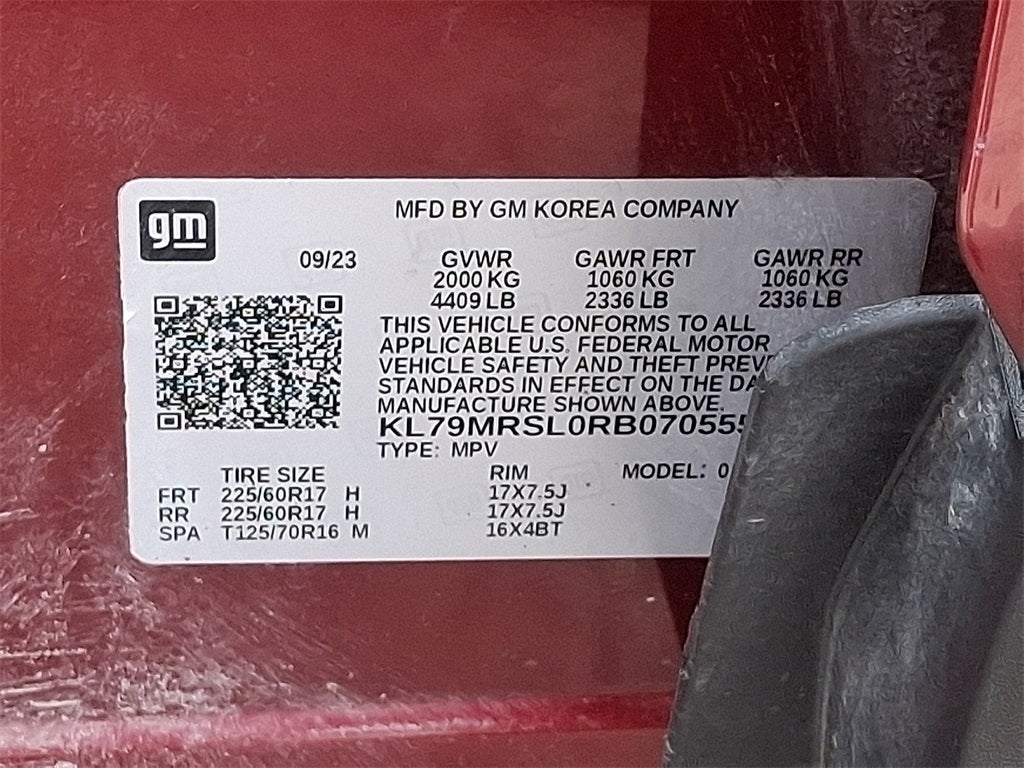 gm
MFD BY GM KOREA COMPANY
09/23 GVWR GAWR FRT GAWR RR
2000 KG 1060 KG 1060 KG
4409 LB 2336 LB 2336 LB
THIS VEHICLE CONFORMS TO ALL
APPLICABLE U.S. FEDERAL MOTOR
VEHICLE SAFETY AND THEFT PREV
STANDARDS IN EFFECT ON THE DA
MANUFACTURE SHOWN ABOVE.
KL79MRSL0RB070555
TYPE: MPV
TIRE SIZE RIM MODEL: 0
FRT 225/60R17 H 17X7.5J
RR 225/60R17 H 17X7.5J
SPA T125/70R16 M 16X4BT